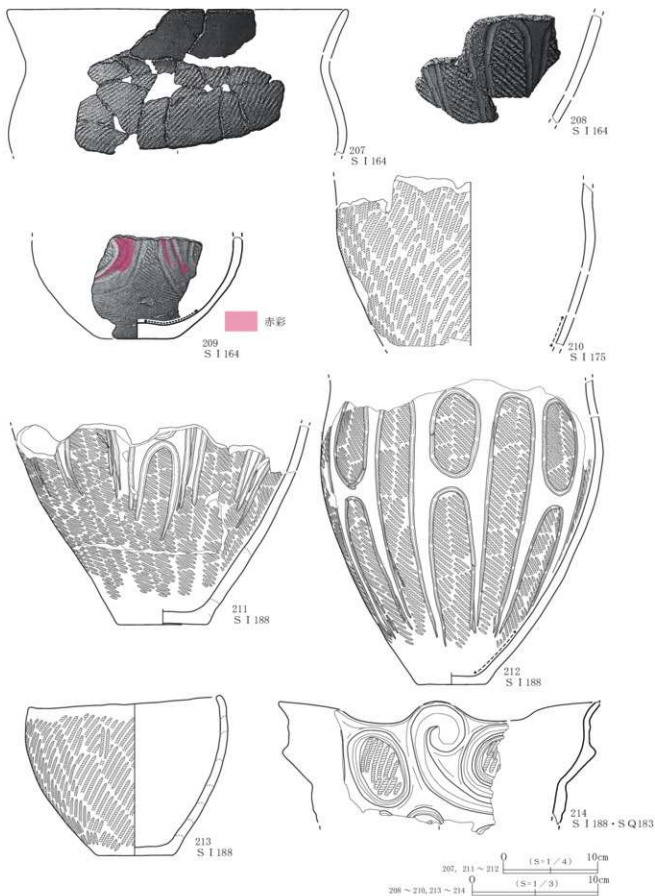 207
S I 164
208
S I 164
赤彩
209
S I 164
210
S I 175
211
S I 188
212
S I 188
213
S I 188
214
S I 188・S Q183
0 (S=1/4) 10cm
207, 211～212
0 (S=1/3) 10cm
208～210, 213～214